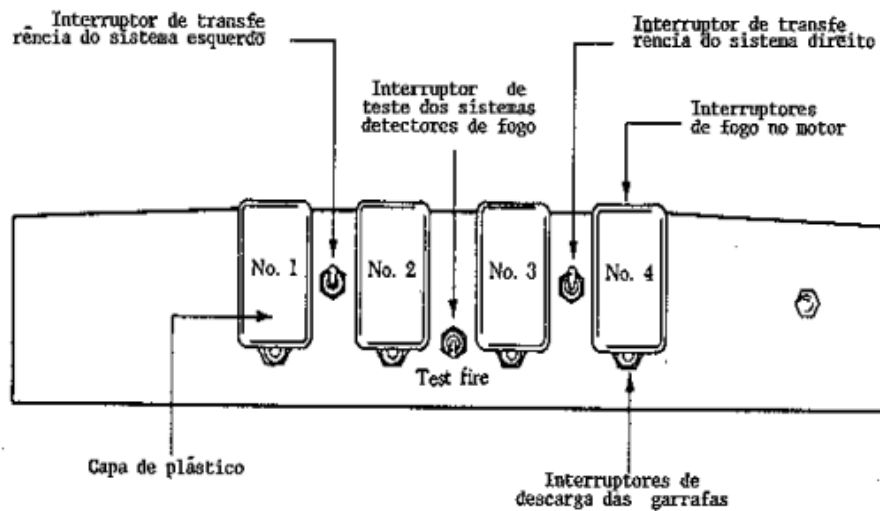 Interruptor de transfe
rência do sistema esquerdo
Interruptor de transfe
rência do sistema direito
Interruptor de
teste dos sistemas
detectores de fogo
Interruptores
de fogo no motor
No. 1
No. 2
No. 3
No. 4
Test fire
Capa de plástico
Interruptores de
descarga das garrafas